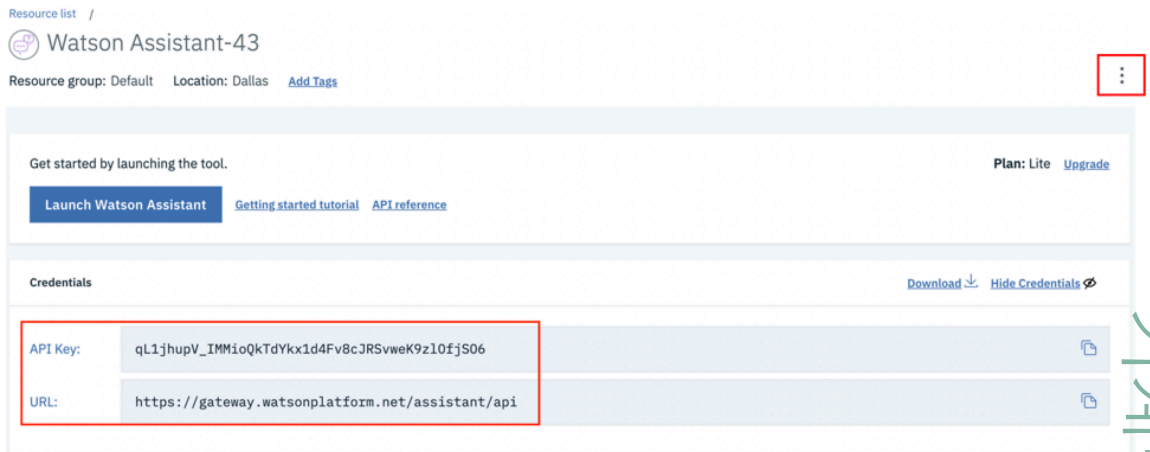 Resource list /
Watson Assistant-43
Resource group: Default Location: Dallas Add Tags
Get started by launching the tool.
Plan: Lite Upgrade
Launch Watson Assistant Getting started tutorial API reference
Credentials
Download Hide Credentials
API Key: qL1jhupV_IMMioQkTdYkx1d4Fv8cJRSvweK9zlOfjSO6
URL: https://gateway.watsonplatform.net/assistant/api